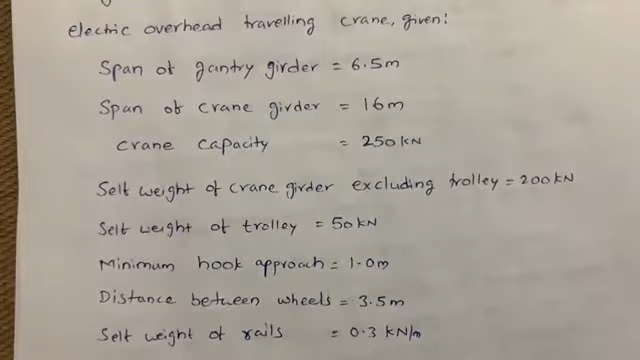 electric overhead travelling crane, given:
Span of gantry girder = 6.5m
Span of crane girder = 16m
Crane capacity = 250 KN
Self weight of crane girder excluding trolley = 200KN
Self weight of trolley = 50KN
Minimum hook approach = 1.0m
Distance between wheels = 3.5m
Self weight of rails = 0.3 KN/m